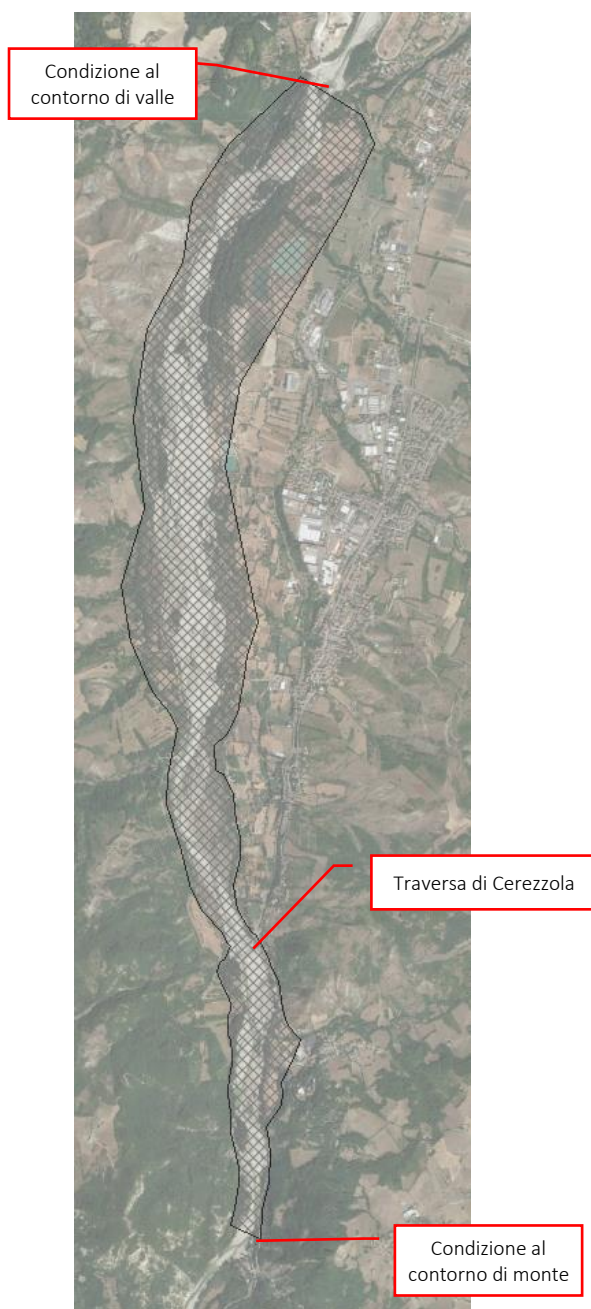 Condizione al
contorno di valle
Traversa di Cerezzola
Condizione al
contorno di monte